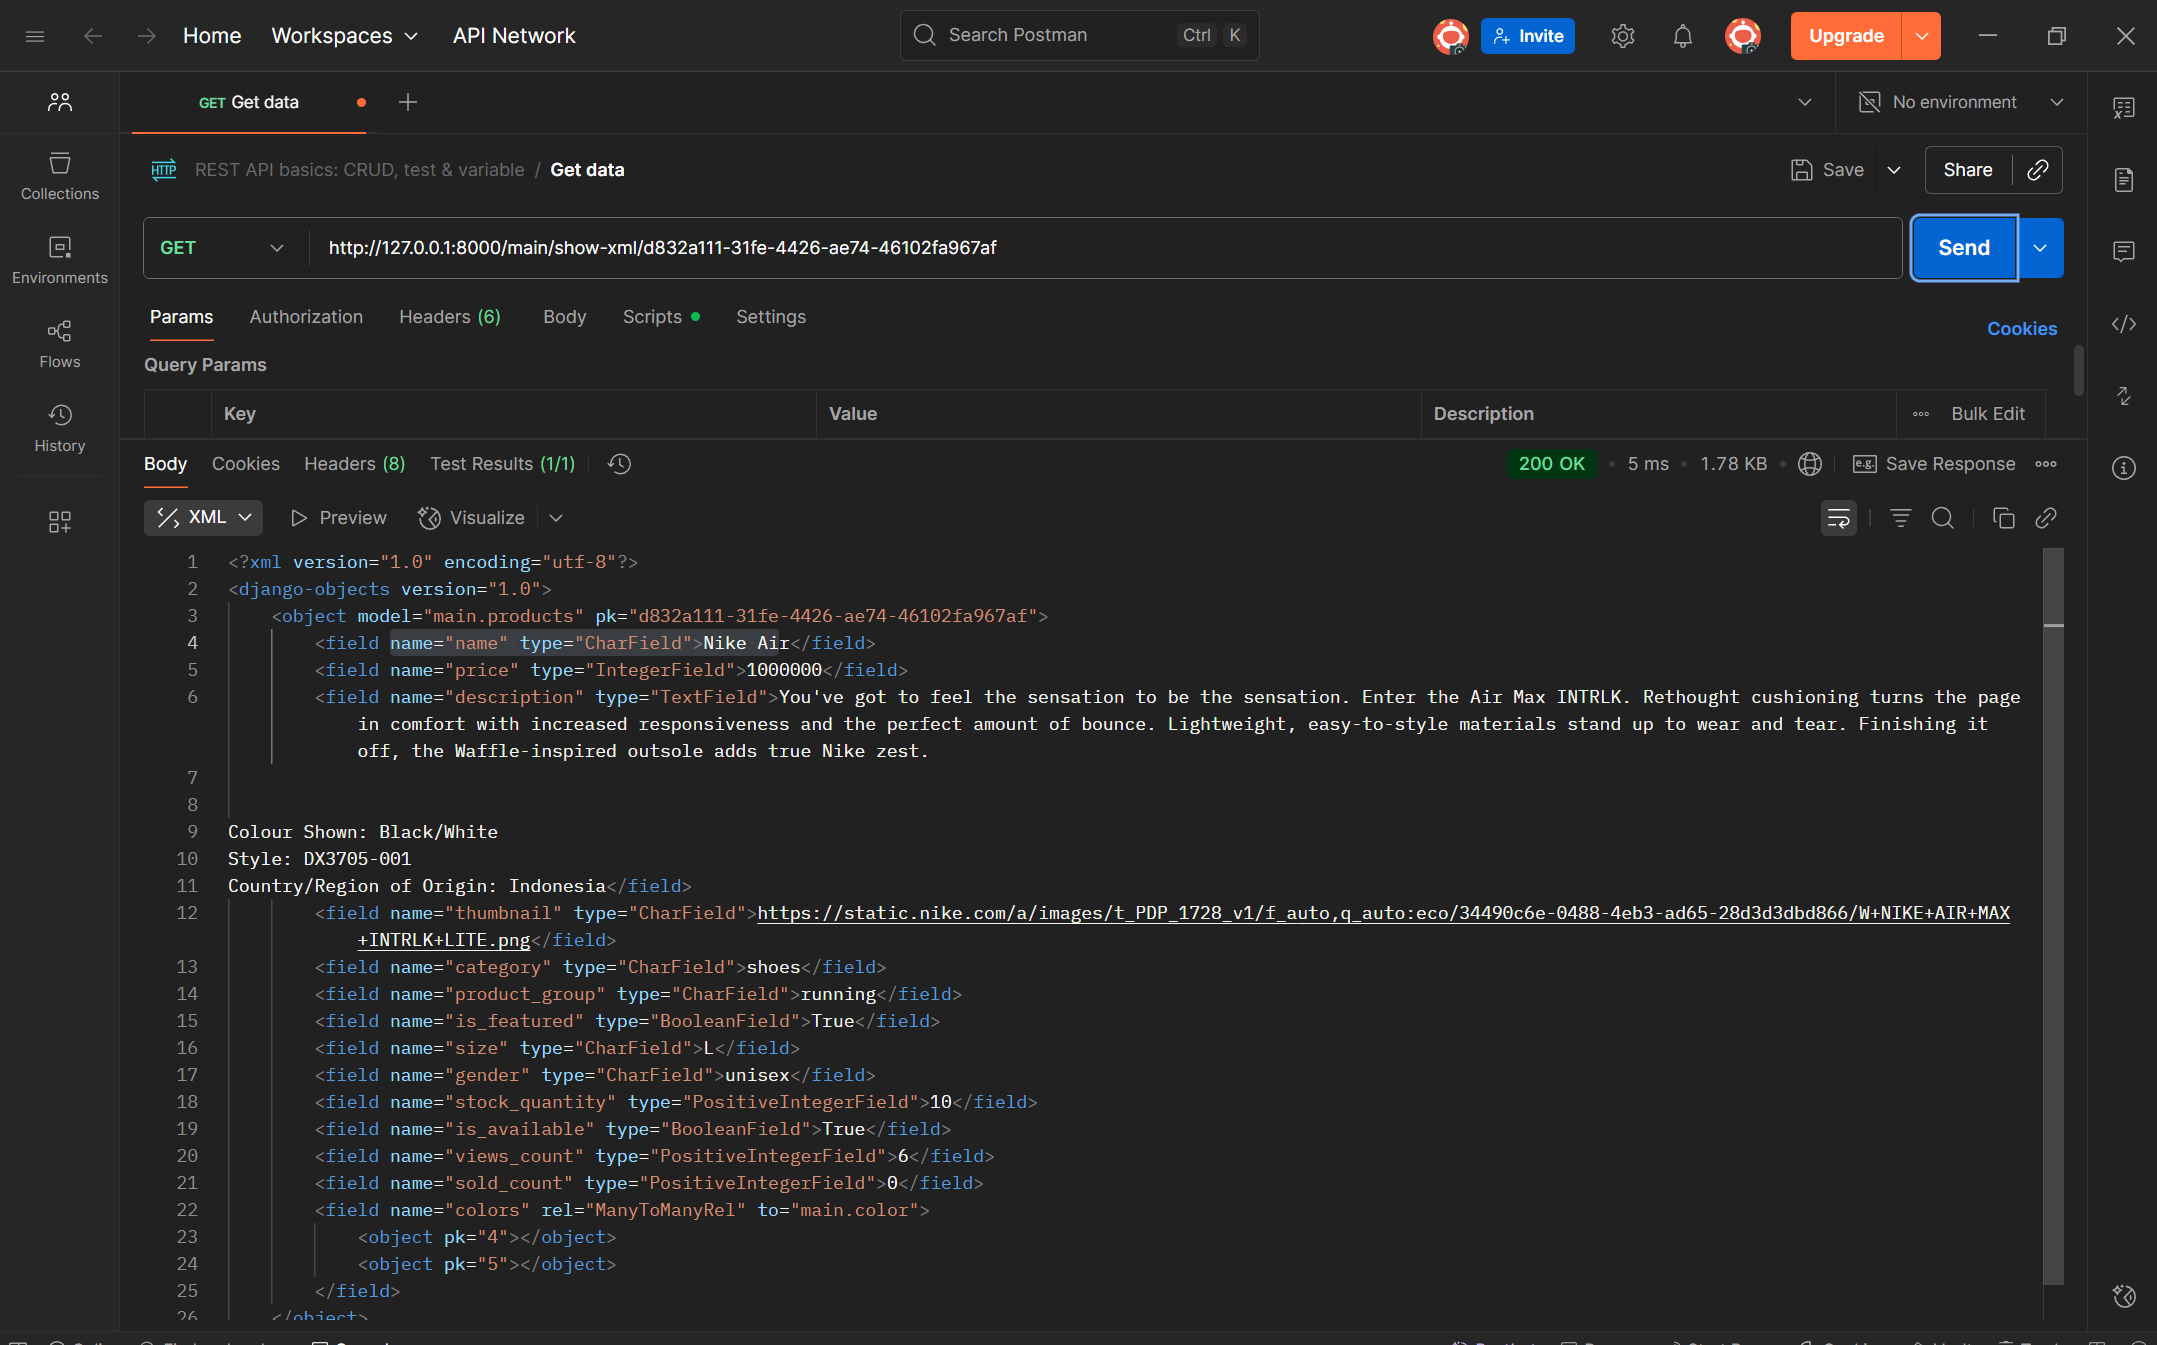 Home Workspaces API Network Search Postman Ctrl K Invite Upgrade
GET Get data No environment
REST API basics: CRUD, test & variable / Get data Save Share
Collections
GET http://127.0.0.1:8000/main/show-xml/d832a111-31fe-4426-ae74-46102fa967af Send
Environments
Params Authorization Headers (6) Body Scripts Settings Cookies
Flows
Query Params
Key Value Description Bulk Edit
History
Body Cookies Headers (8) Test Results (1/1) 200 OK 5 ms 1.78 KB e.g. Save Response
XML Preview Visualize
1 <?xml version="1.0" encoding="utf-8"?>
2 <django-objects version="1.0">
3 <object model="main.products" pk="d832a111-31fe-4426-ae74-46102fa967af">
4 <field name="name" type="CharField">Nike Air</field>
5 <field name="price" type="IntegerField">1000000</field>
6 <field name="description" type="TextField">You've got to feel the sensation to be the sensation. Enter the Air Max INTRLK. Rethought cushioning turns the page
in comfort with increased responsiveness and the perfect amount of bounce. Lightweight, easy-to-style materials stand up to wear and tear. Finishing it
off, the Waffle-inspired outsole adds true Nike zest.
7
8
9 Colour Shown: Black/White
10 Style: DX3705-001
11 Country/Region of Origin: Indonesia</field>
12 <field name="thumbnail" type="CharField">https://static.nike.com/a/images/t_PDP_1728_v1/f_auto,q_auto:eco/34490c6e-0488-4eb3-ad65-28d3d3dbd866/W+NIKE+AIR+MAX
+INTRLK+LITE.png</field>
13 <field name="category" type="CharField">shoes</field>
14 <field name="product_group" type="CharField">running</field>
15 <field name="is_featured" type="BooleanField">True</field>
16 <field name="size" type="CharField">L</field>
17 <field name="gender" type="CharField">unisex</field>
18 <field name="stock_quantity" type="PositiveIntegerField">10</field>
19 <field name="is_available" type="BooleanField">True</field>
20 <field name="views_count" type="PositiveIntegerField">6</field>
21 <field name="sold_count" type="PositiveIntegerField">0</field>
22 <field name="colors" rel="ManyToManyRel" to="main.color">
23 <object pk="4"></object>
24 <object pk="5"></object>
25 </field>
26 </object>